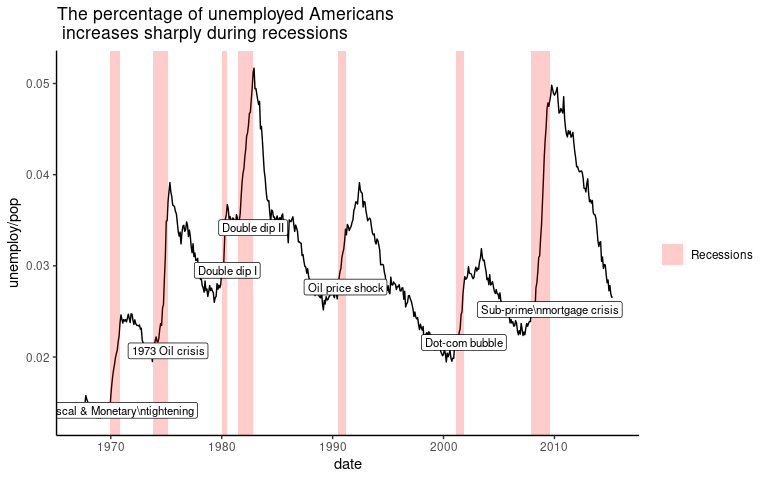 The percentage of unemployed Americans
increases sharply during recessions
unemploy/pop
0.05
0.04
0.03
0.02
Double dip II
Double dip I
Oil price shock
Sub-prime\nmortgage crisis
Dot-com bubble
1973 Oil crisis
scal & Monetary\ntightening
Recessions
1970
1980
1990
2000
2010
date